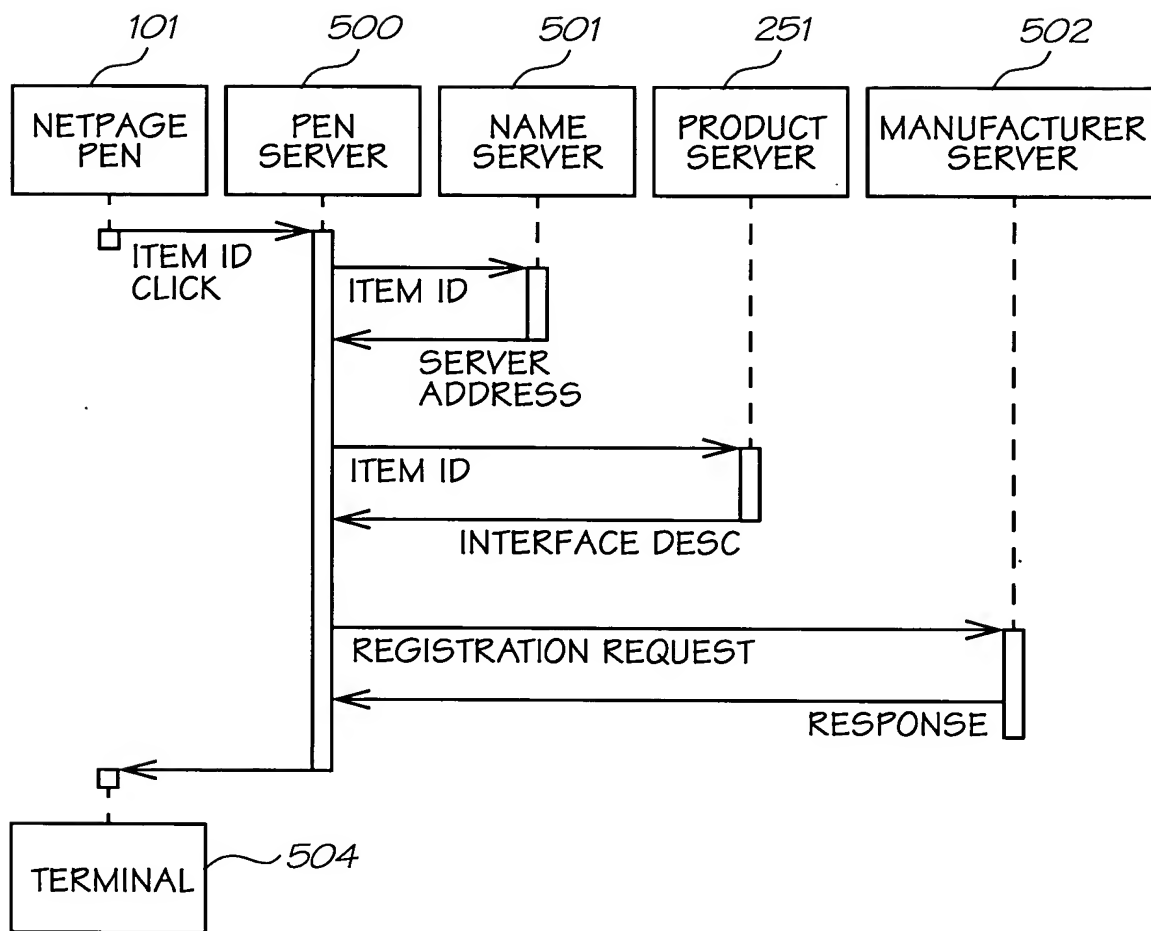 101
500
501
251
502
NETPAGE
PEN
PEN
SERVER
NAME
SERVER
PRODUCT
SERVER
MANUFACTURER
SERVER
ITEM ID
CLICK
ITEM ID
SERVER
ADDRESS
ITEM ID
INTERFACE DESC
REGISTRATION REQUEST
RESPONSE
TERMINAL
504